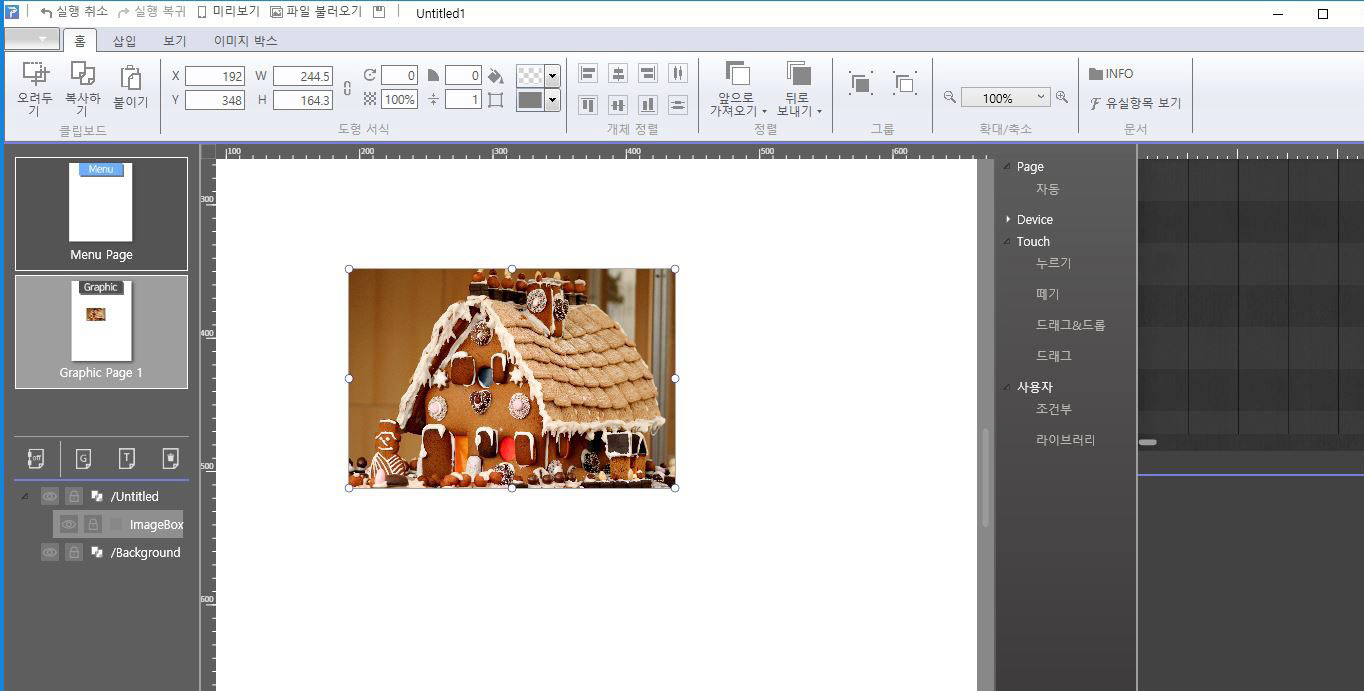 실행 취소 실행 복귀 미리보기 파일 불러오기 Untitled1
홈 삽입 보기 이미지 박스
X 192 W 244.5 0 0
Y 348 H 164.3 100% 1
오려두기 복사하기 붙이기
앞으로 가져오기 뒤로 보내기
100%
INFO
유실항목 보기
클립보드 도형 서식 개체 정렬 정렬 그룹 확대/축소 문서
100 200 300 400 500 600
300
400
500
600
Menu
Menu Page
Graphic
Graphic Page 1
off G T
/Untitled
ImageBox
/Background
Page
자동
Device
Touch
누르기
떼기
드래그&드롭
드래그
사용자
조건부
라이브러리